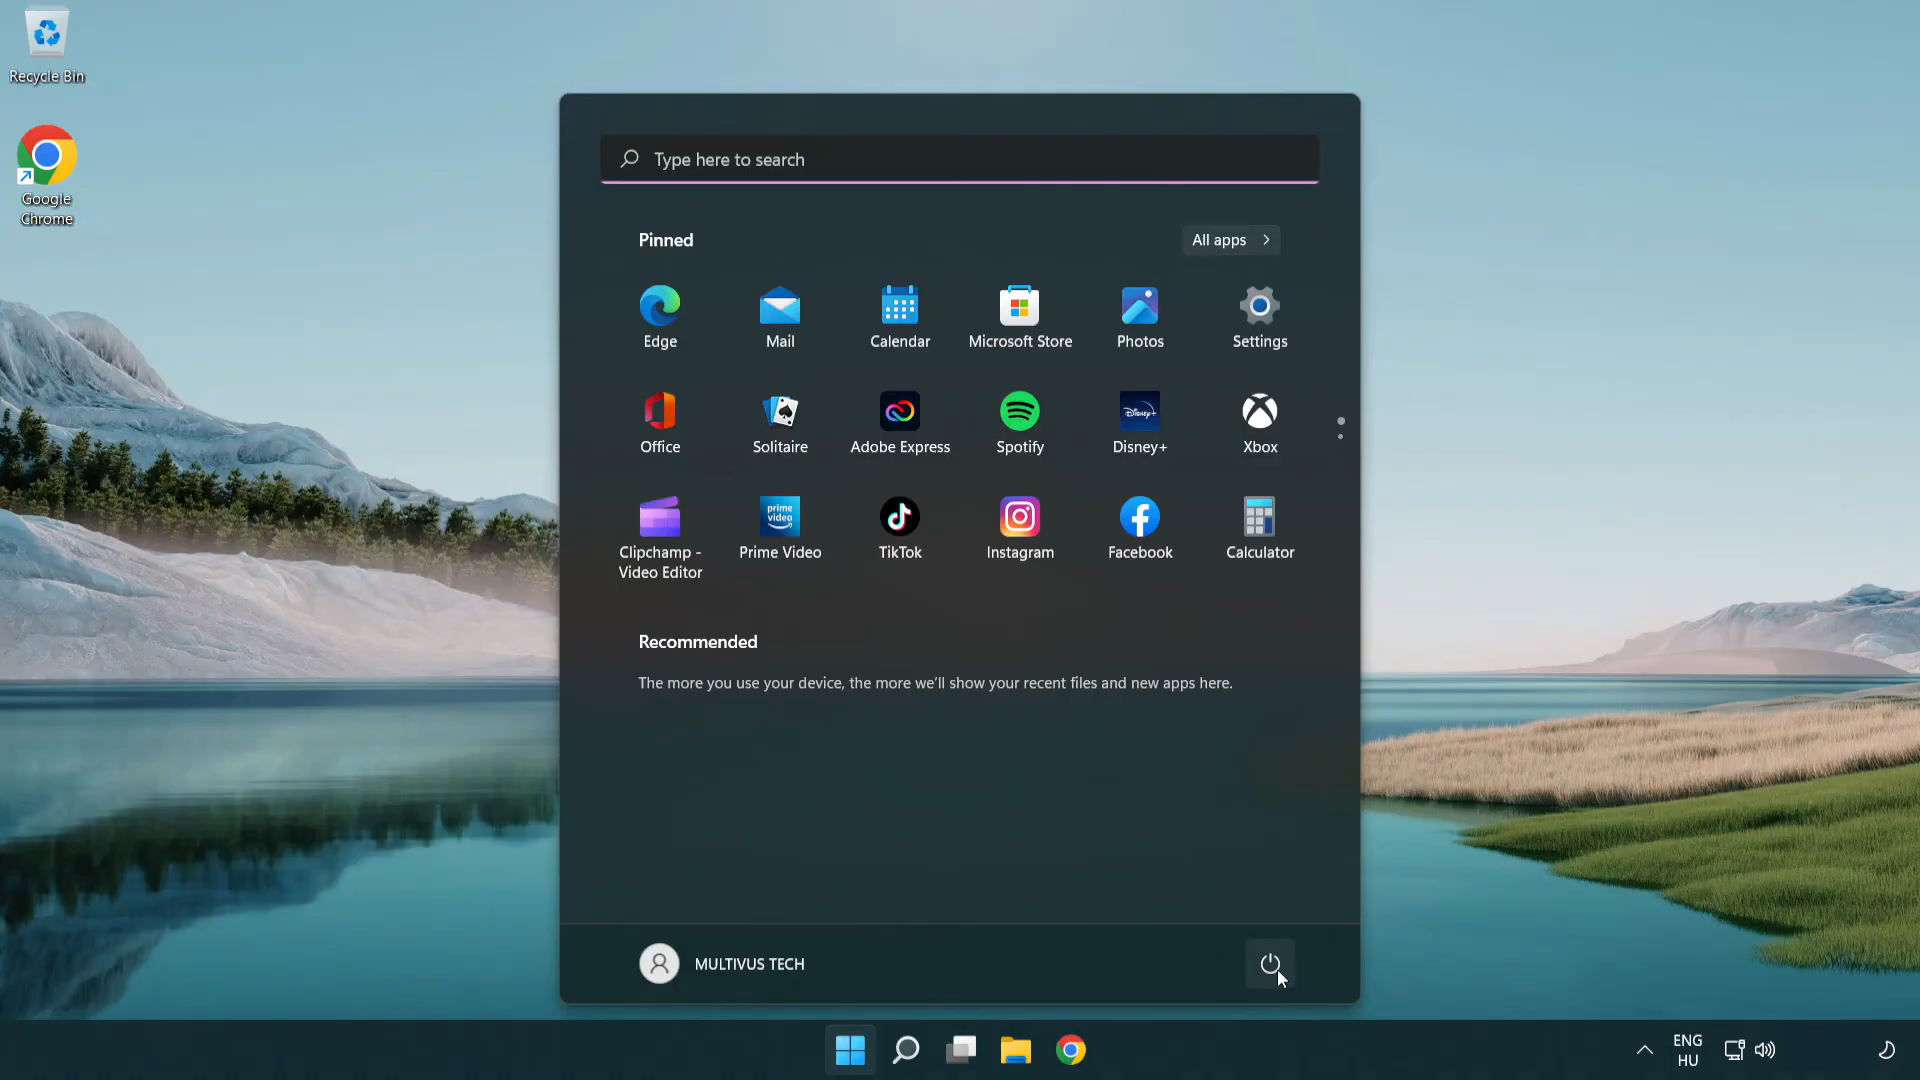 Recycle Bin
Google
Chrome
Type here to search
Pinned
All apps
Edge
Mail
Calendar
Microsoft Store
Photos
Settings
Office
Solitaire
Adobe Express
Spotify
Disney+
Disney+
Xbox
prime
video
Clipchamp -
Video Editor
Prime Video
TikTok
Instagram
Facebook
Calculator
Recommended
The more you use your device, the more we’ll show your recent files and new apps here.
MULTIVUS TECH
ENG
HU